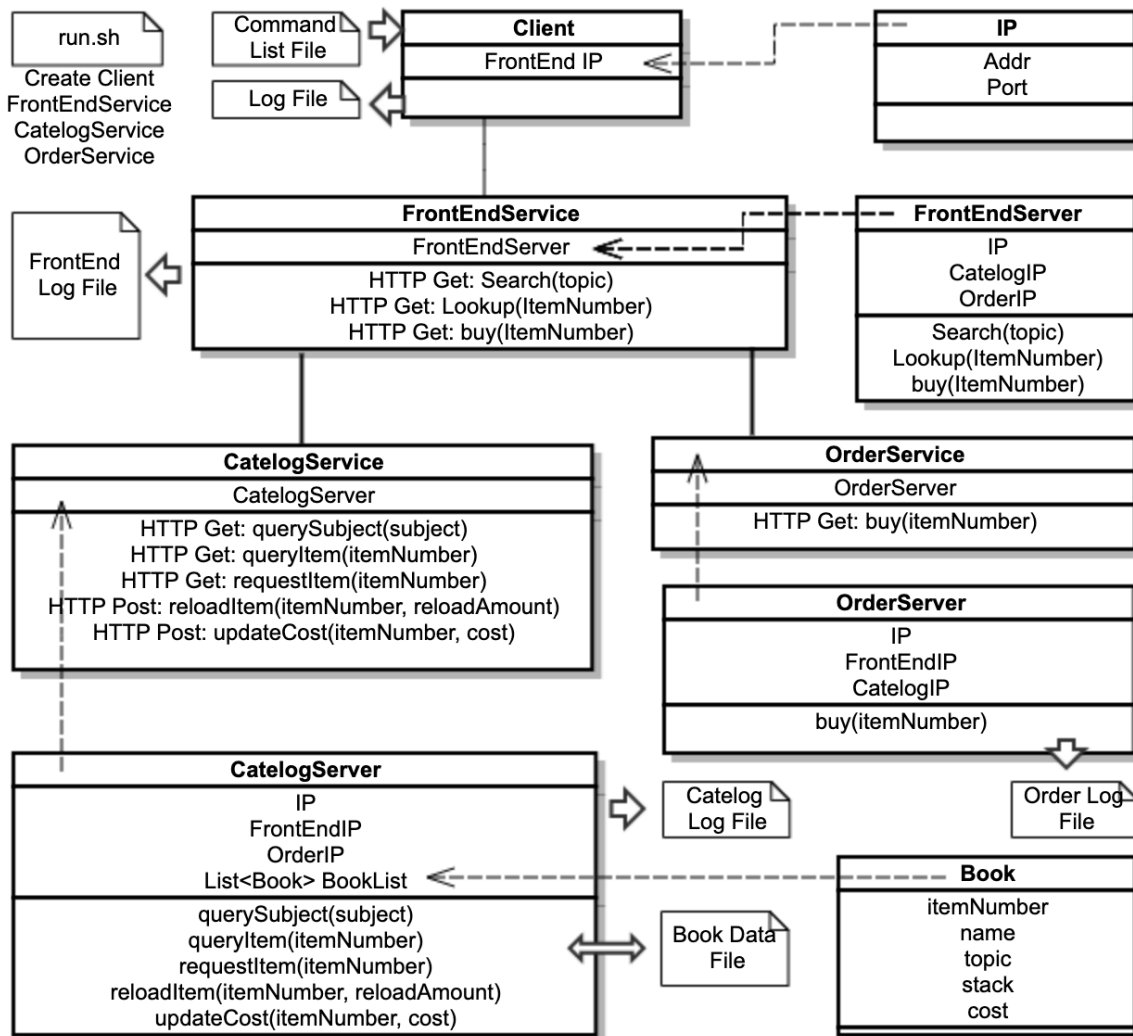 run.sh
Create Client
FrontEndService
CatelogService
OrderService
Command
List File
Log File
Client
FrontEnd IP
IP
Addr
Port
FrontEnd
Log File
FrontEndService
FrontEndServer
HTTP Get: Search(topic)
HTTP Get: Lookup(ItemNumber)
HTTP Get: buy(ItemNumber)
FrontEndServer
IP
CatelogIP
OrderIP
Search(topic)
Lookup(ItemNumber)
buy(ItemNumber)
CatelogService
CatelogServer
HTTP Get: querySubject(subject)
HTTP Get: queryItem(itemNumber)
HTTP Get: requestItem(itemNumber)
HTTP Post: reloadItem(itemNumber, reloadAmount)
HTTP Post: updateCost(itemNumber, cost)
OrderService
OrderServer
HTTP Get: buy(itemNumber)
OrderServer
IP
FrontEndIP
CatelogIP
buy(itemNumber)
CatelogServer
IP
FrontEndIP
OrderIP
List<Book> BookList
querySubject(subject)
queryItem(itemNumber)
requestItem(itemNumber)
reloadItem(itemNumber, reloadAmount)
updateCost(itemNumber, cost)
Catelog
Log File
Order Log
File
Book Data
File
Book
itemNumber
name
topic
stack
cost